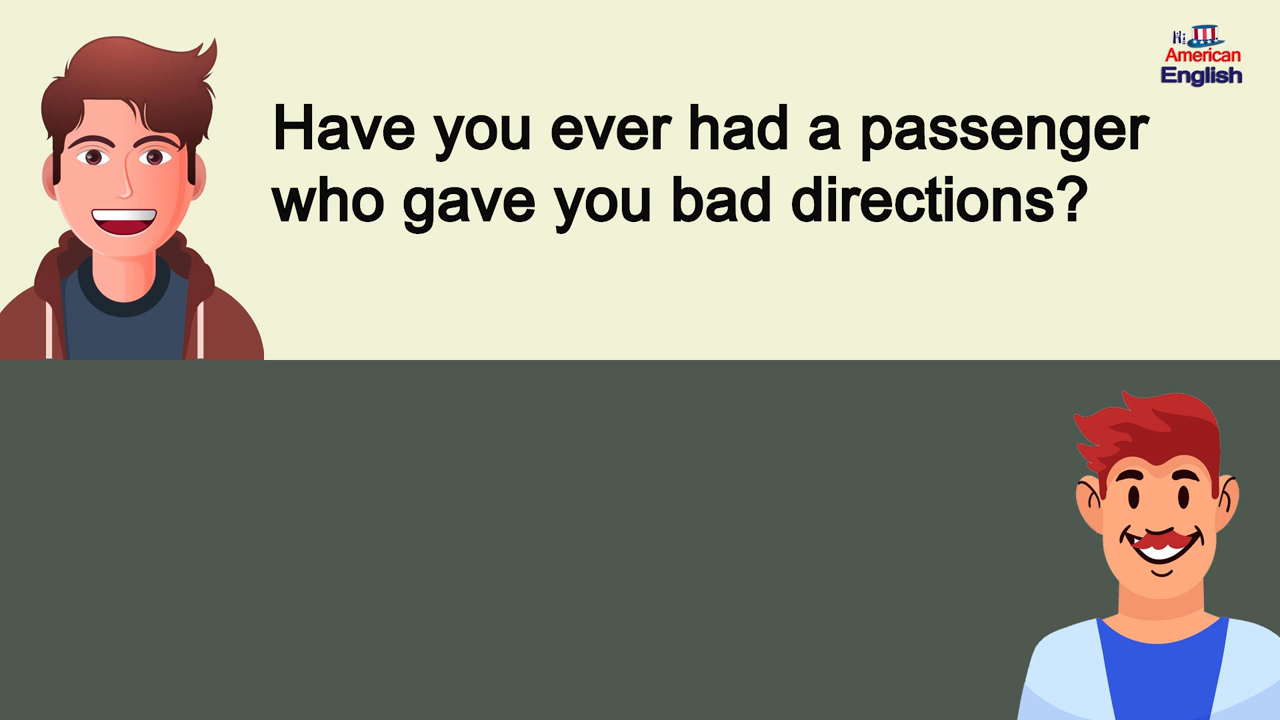 Hi
American
English
Have you ever had a passenger
who gave you bad directions?